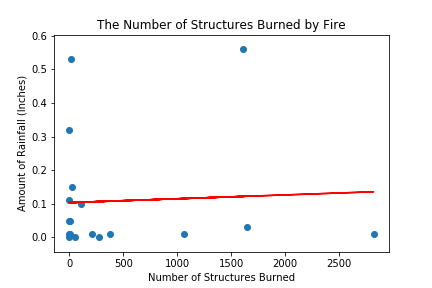 The Number of Structures Burned by Fire
Amount of Rainfall (Inches)
0.6
0.5
0.4
0.3
0.2
0.1
0.0
0 500 1000 1500 2000 2500
Number of Structures Burned